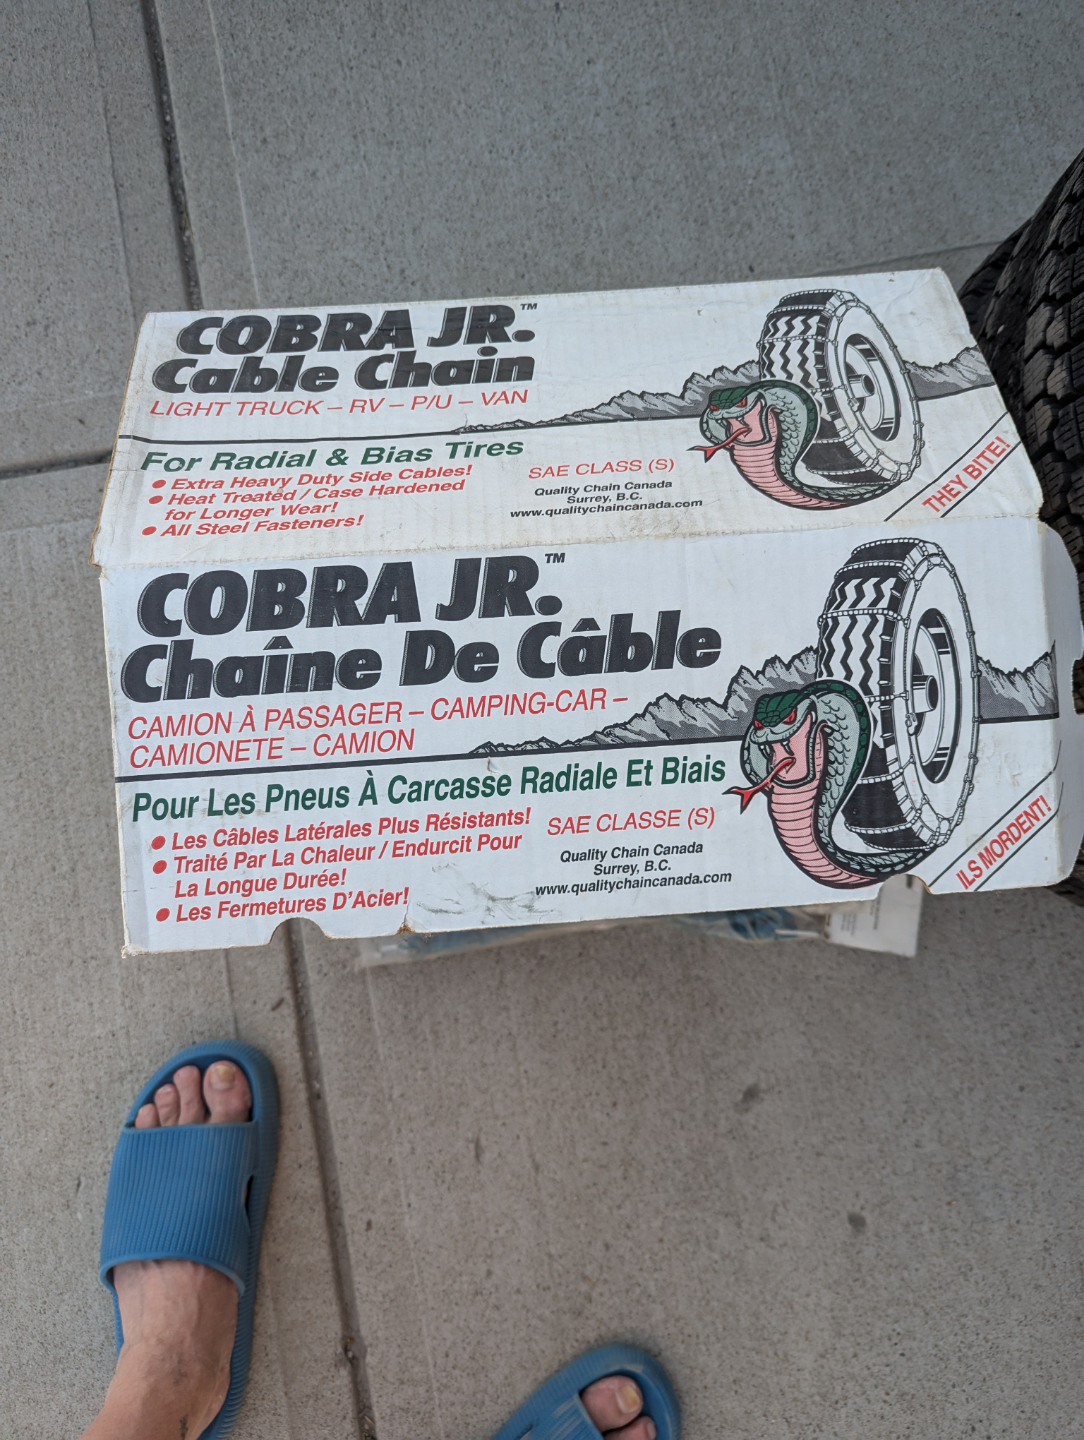 COBRA JR.™
Cable Chain
LIGHT TRUCK – RV – P/U – VAN
For Radial & Bias Tires
● Extra Heavy Duty Side Cables!
● Heat Treated / Case Hardened
for Longer Wear!
● All Steel Fasteners!
SAE CLASS (S)
Quality Chain Canada
Surrey, B.C.
www.qualitychaincanada.com
THEY BITE!
COBRA JR.™
Chaîne De Câble
CAMION À PASSAGER – CAMPING-CAR –
CAMIONETE – CAMION
Pour Les Pneus À Carcasse Radiale Et Biais
● Les Câbles Latérales Plus Résistants!
● Traité Par La Chaleur / Endurcit Pour
La Longue Durée!
● Les Fermetures D'Acier!
SAE CLASSE (S)
Quality Chain Canada
Surrey, B.C.
www.qualitychaincanada.com
ILS MORDENT!